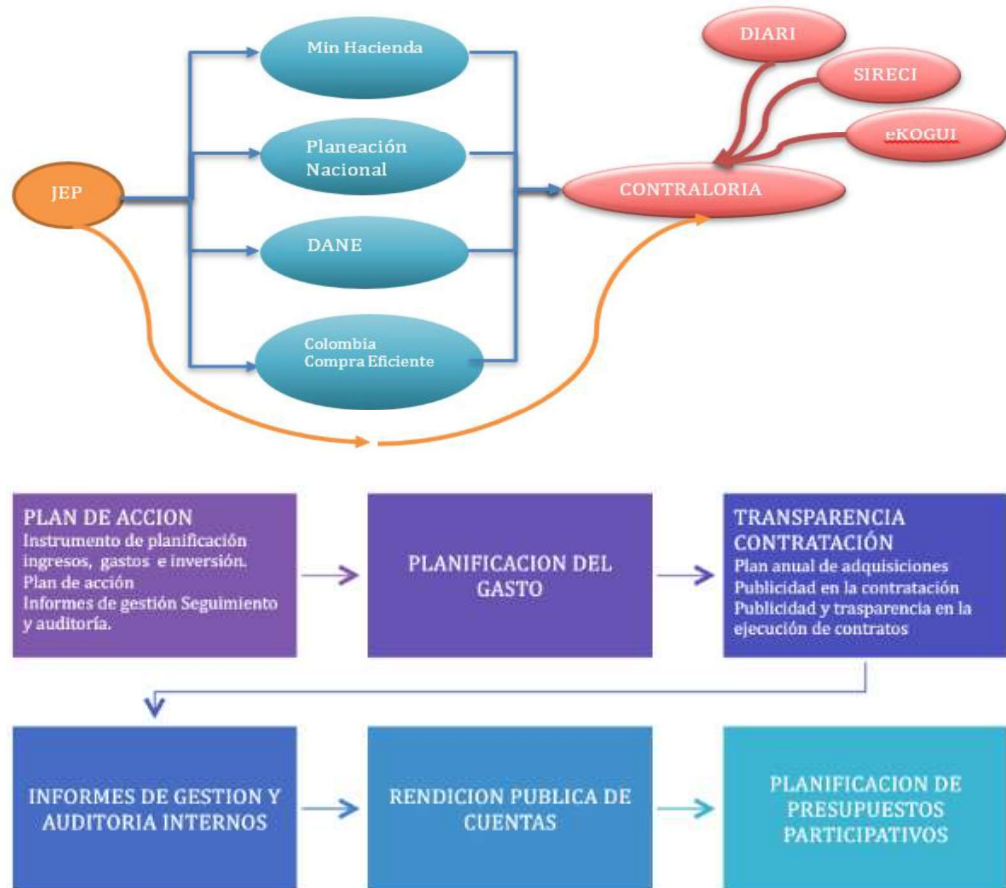 DIARI
Min Hacienda
SIRECI
eKOGUI
Planeación
Nacional
JEP
CONTRALORIA
DANE
Colombia
Compra Eficiente
PLAN DE ACCION
Instrumento de planificación
ingresos, gastos e inversión.
Plan de acción
Informes de gestión Seguimiento
y auditoría.
PLANIFICACION DEL
GASTO
TRANSPARENCIA
CONTRATACIÓN
Plan anual de adquisiciones
Publicidad en la contratación
Publicidad y trasparencia en la
ejecución de contratos
INFORMES DE GESTION Y
AUDITORIA INTERNOS
RENDICION PUBLICA DE
CUENTAS
PLANIFICACION DE
PRESUPUESTOS
PARTICIPATIVOS